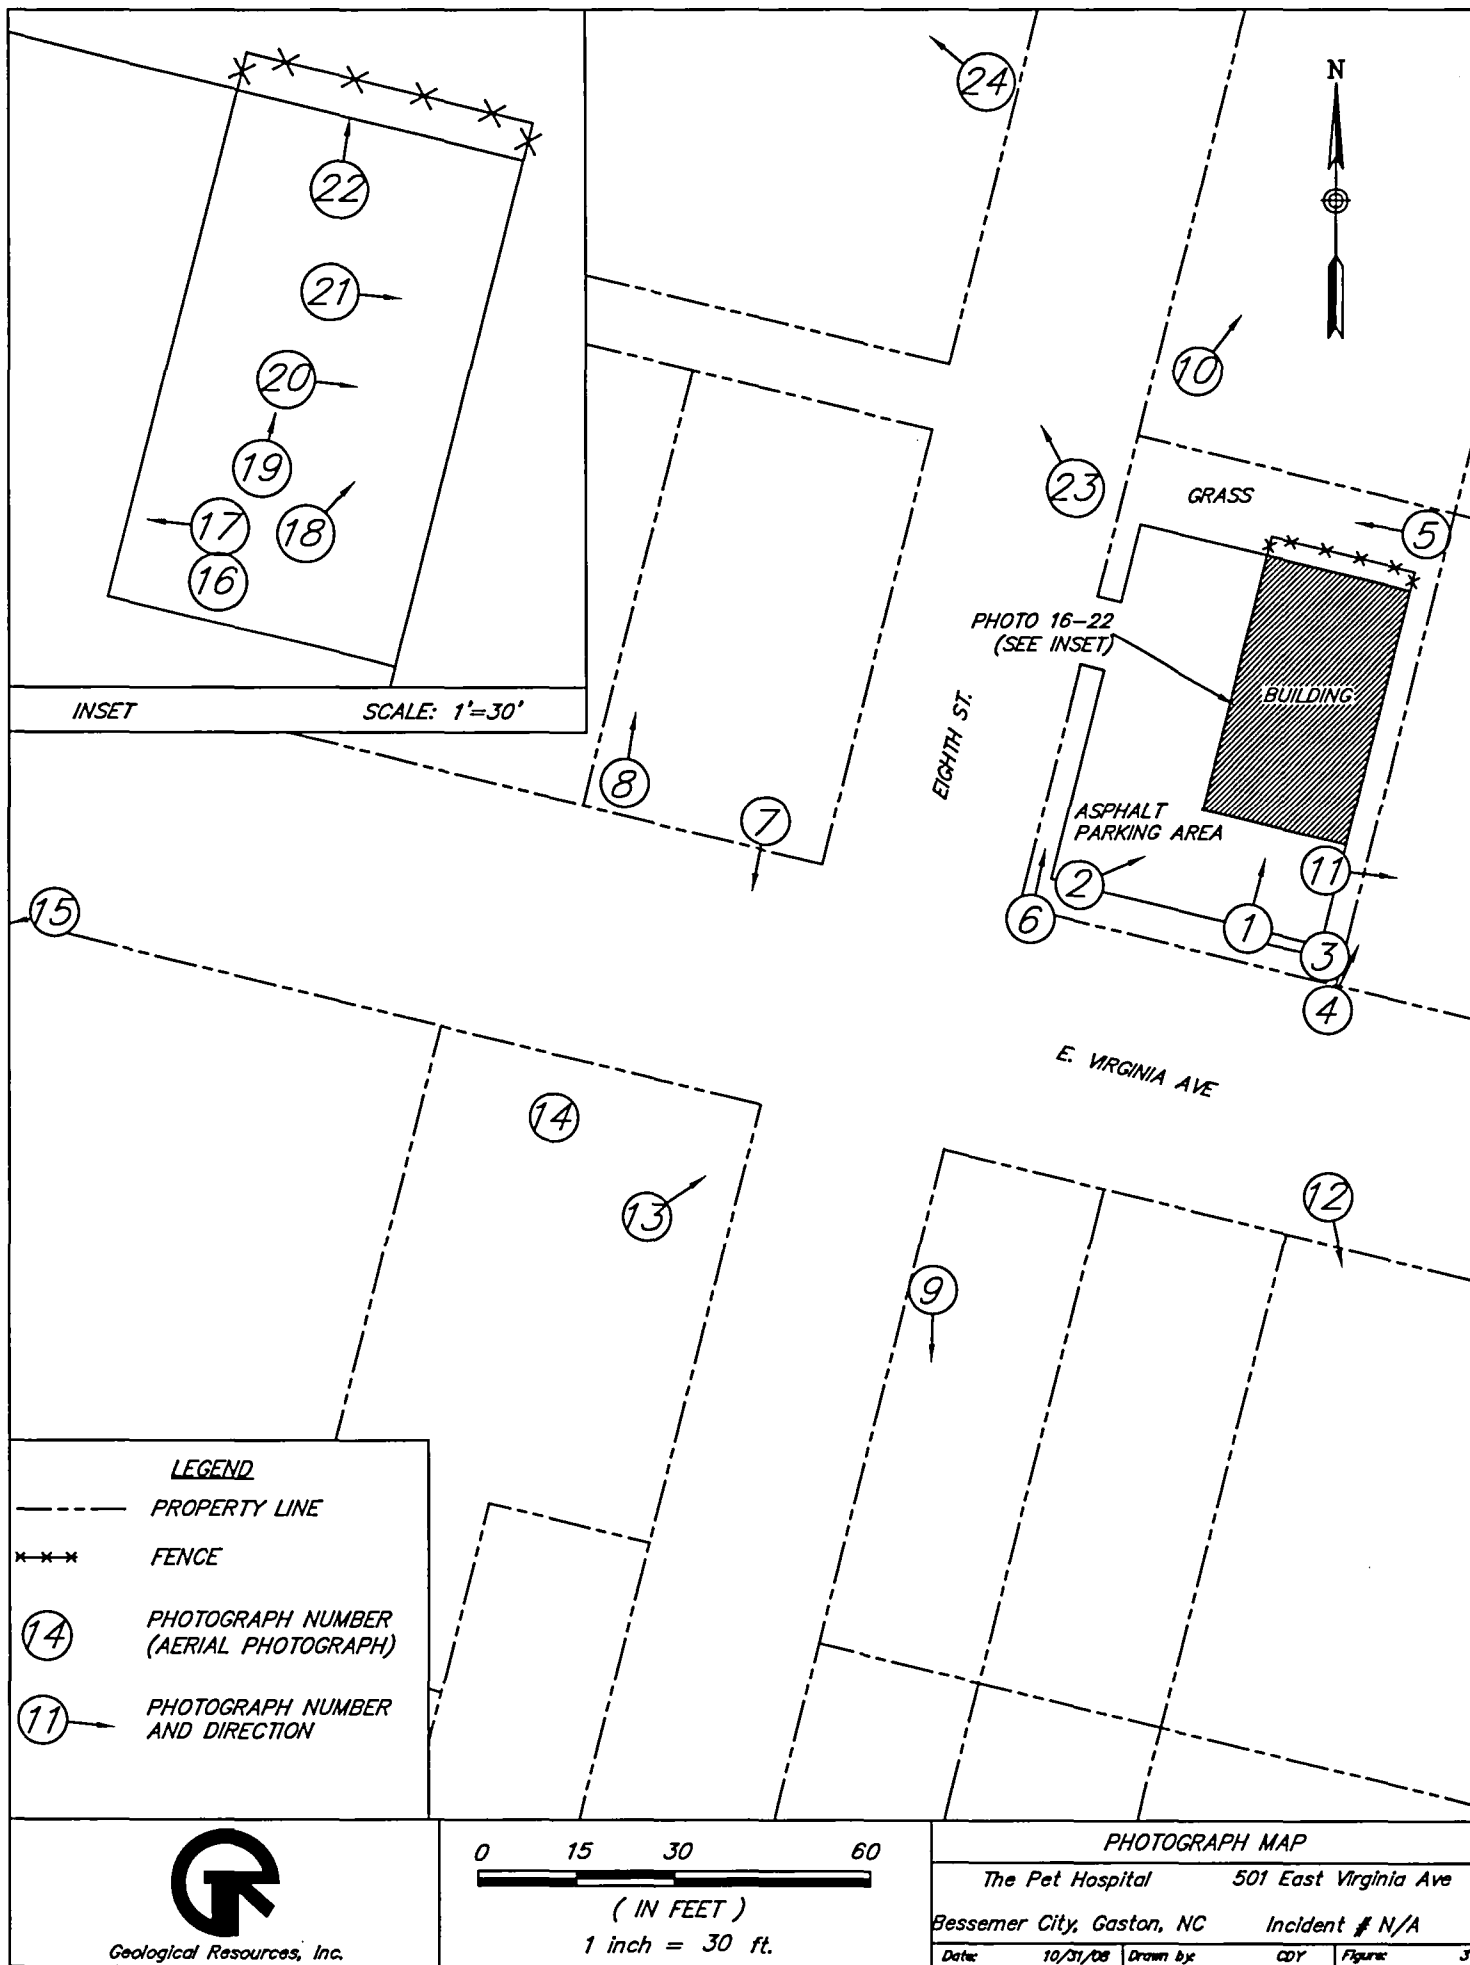 24
N
22
21
10
20
19
23
GRASS
17
18
5
16
PHOTO 16-22
(SEE INSET)
BUILDING
INSET
SCALE: 1'=30'
EIGHTH ST.
8
7
ASPHALT
PARKING AREA
11
2
15
6
1
3
4
E. VIRGINIA AVE
14
13
12
9
LEGEND
PROPERTY LINE
FENCE
14
PHOTOGRAPH NUMBER
(AERIAL PHOTOGRAPH)
11
PHOTOGRAPH NUMBER
AND DIRECTION
Geological Resources, Inc.
0 15 30 60
( IN FEET )
1 inch = 30 ft.
PHOTOGRAPH MAP
The Pet Hospital 501 East Virginia Ave
Bessemer City, Gaston, NC Incident # N/A
Date: 10/31/08 Drawn by: CDY Figure: 3